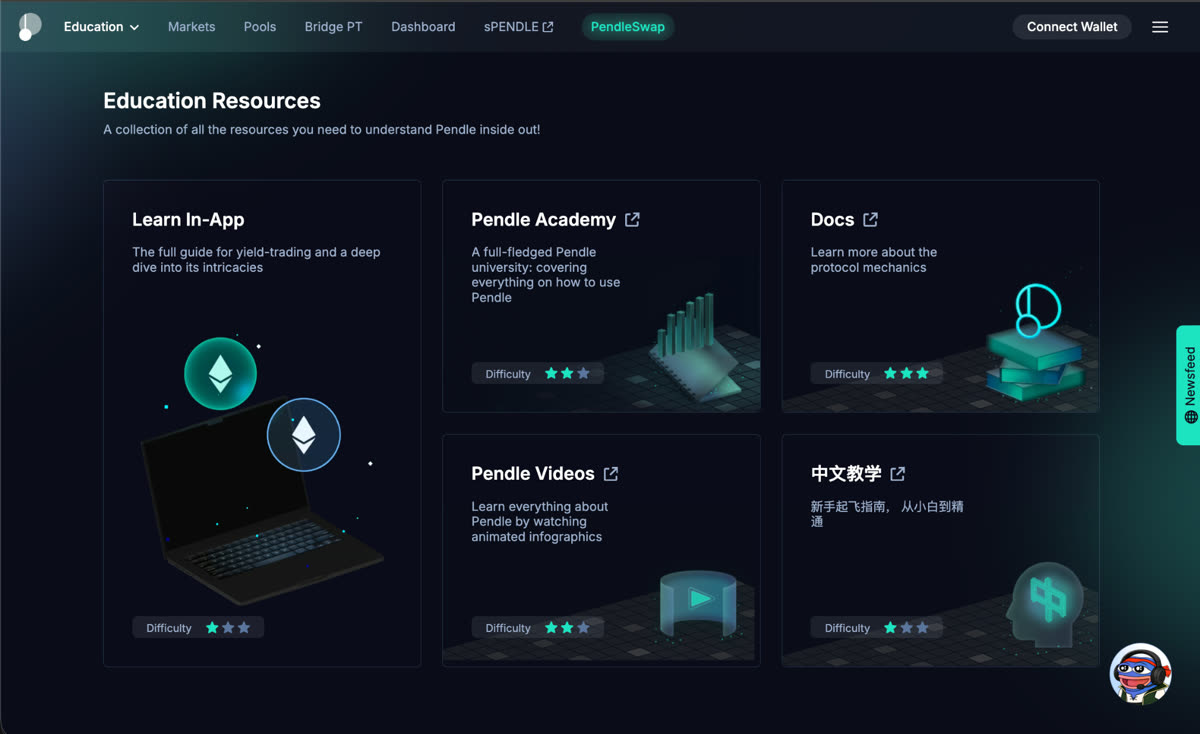 Education
Markets
Pools
Bridge PT
Dashboard
sPENDLE
PendleSwap
Connect Wallet
Education Resources
A collection of all the resources you need to understand Pendle inside out!
Learn In-App
The full guide for yield-trading and a deep
dive into its intricacies
Difficulty
Pendle Academy
A full-fledged Pendle
university: covering
everything on how to use
Pendle
Difficulty
Docs
Learn more about the
protocol mechanics
Difficulty
Pendle Videos
Learn everything about
Pendle by watching
animated infographics
Difficulty
中文教学
新手起飞指南， 从小白到精
通
Difficulty
中
Newsfeed